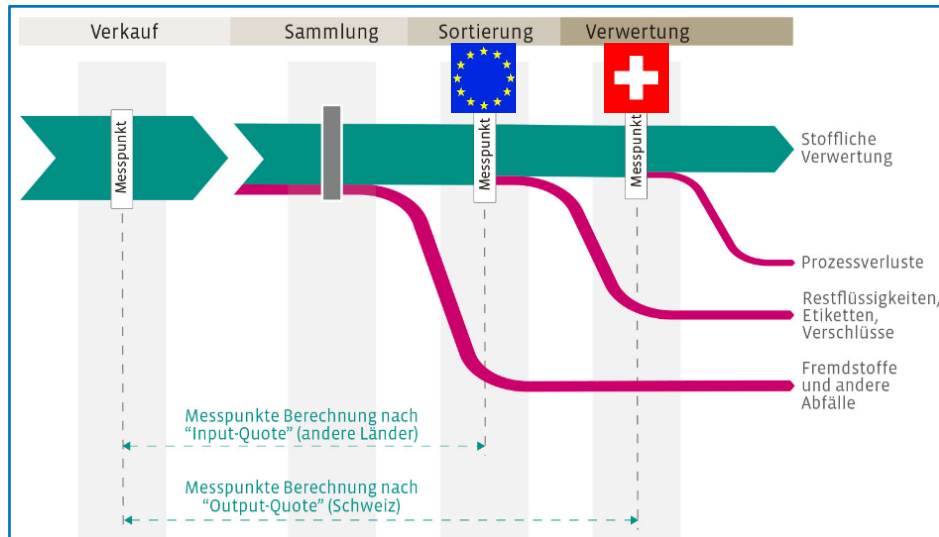 Verkauf
Sammlung
Sortierung
Verwertung
Messpunkt
Messpunkt
Messpunkt
Stoffliche
Verwertung
Prozessverluste
Restflüssigkeiten,
Etiketten,
Verschlüsse
Fremdstoffe
und andere
Abfälle
Messpunkte Berechnung nach
“Input-Quote” (andere Länder)
Messpunkte Berechnung nach
“Output-Quote” (Schweiz)